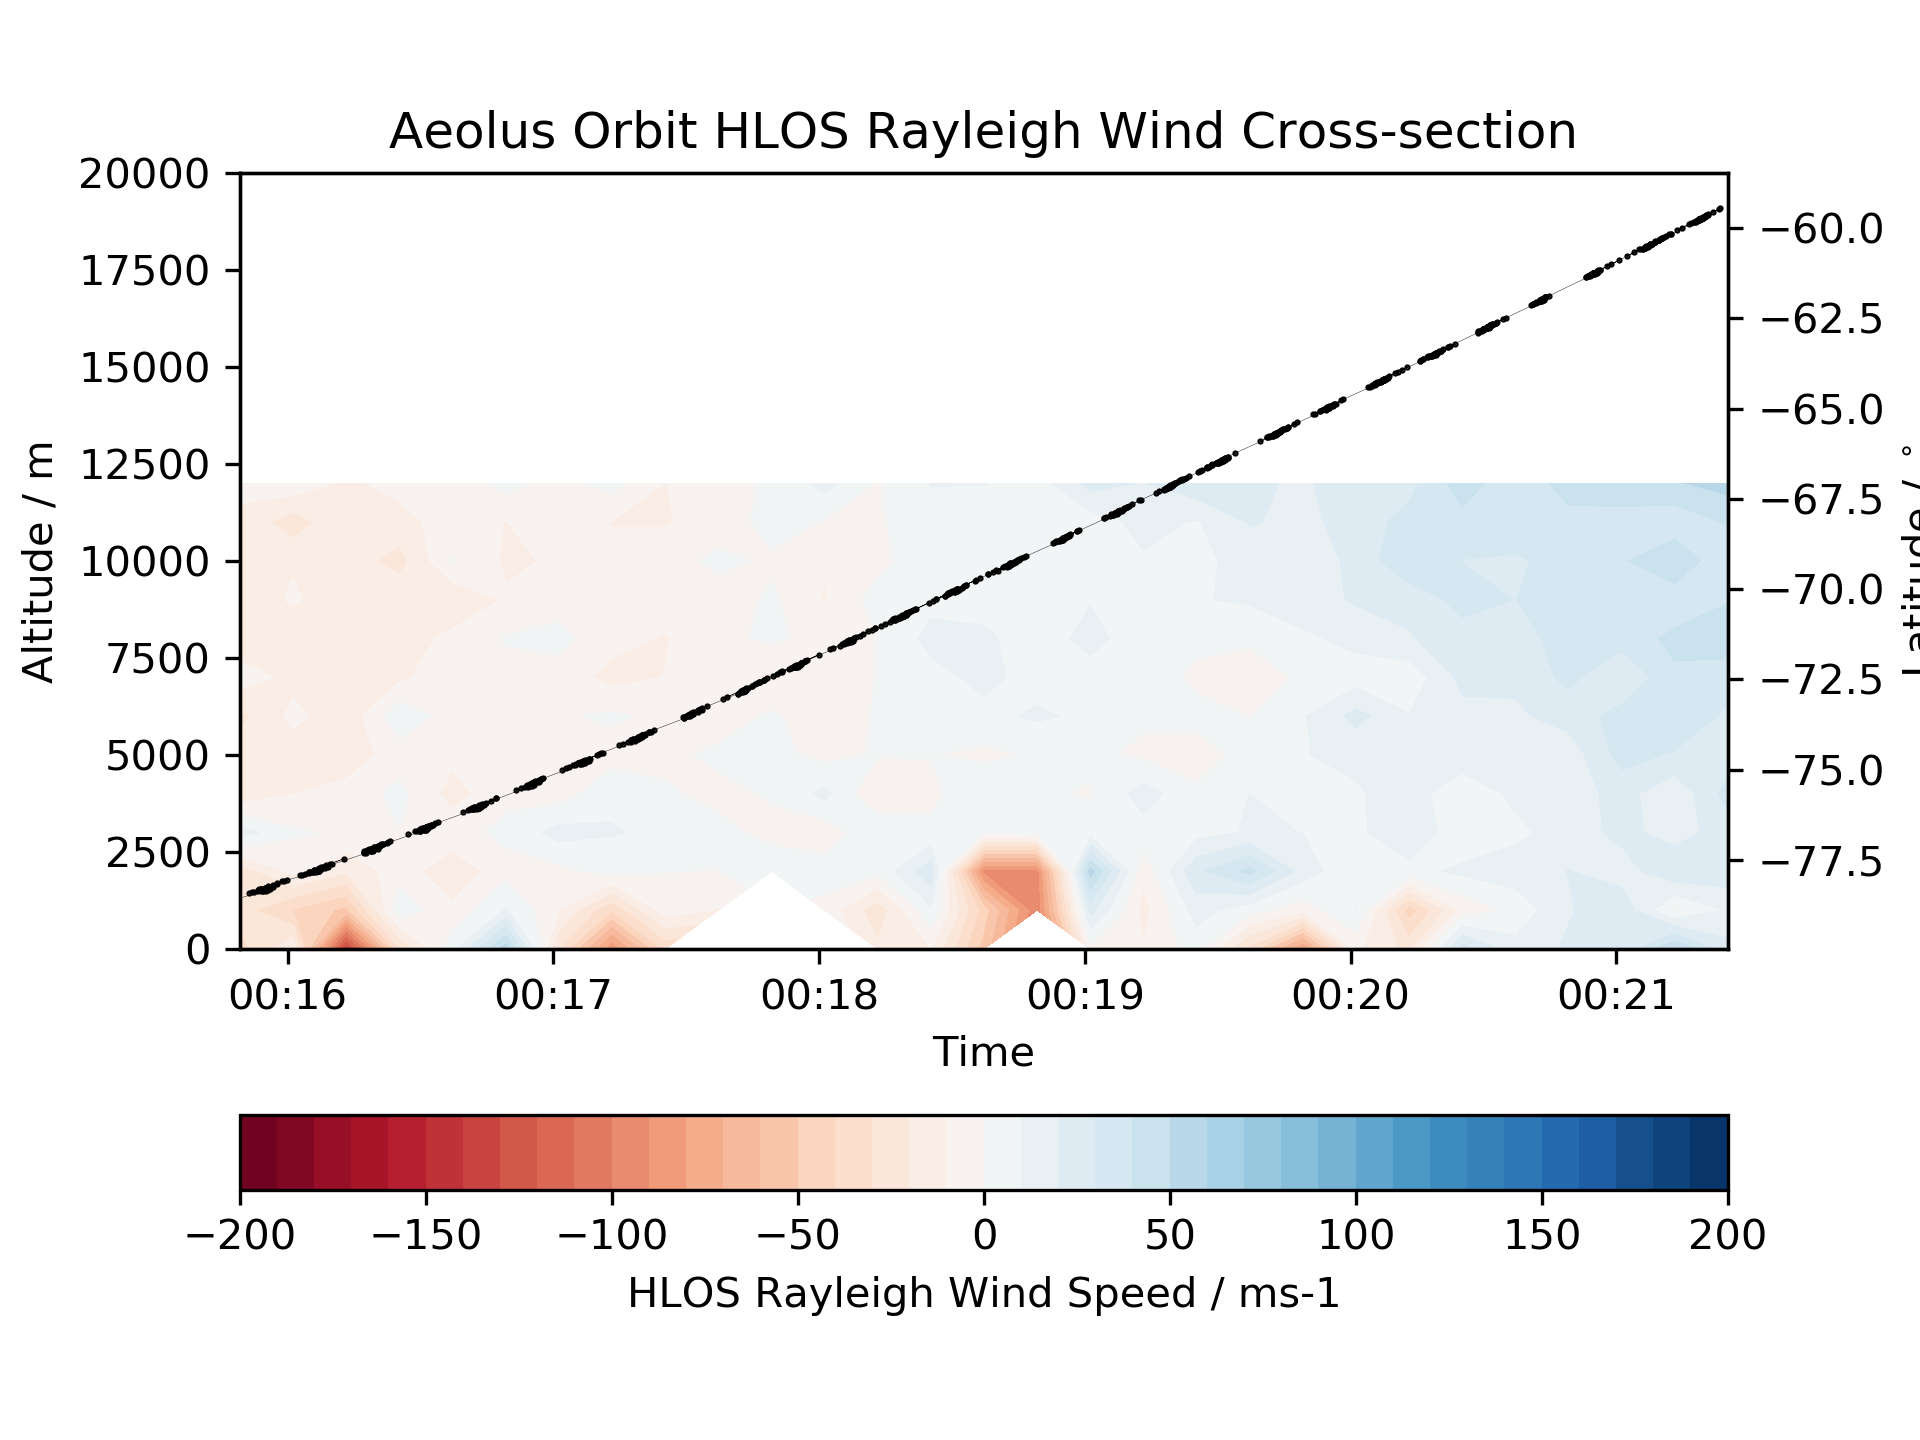 Aeolus Orbit HLOS Rayleigh Wind Cross-section
20000
17500
15000
12500
10000
7500
5000
2500
0
Altitude / m
−60.0
−62.5
−65.0
−67.5
−70.0
−72.5
−75.0
−77.5
Latitude / °
00:16 00:17 00:18 00:19 00:20 00:21
Time
−200 −150 −100 −50 0 50 100 150 200
HLOS Rayleigh Wind Speed / ms-1